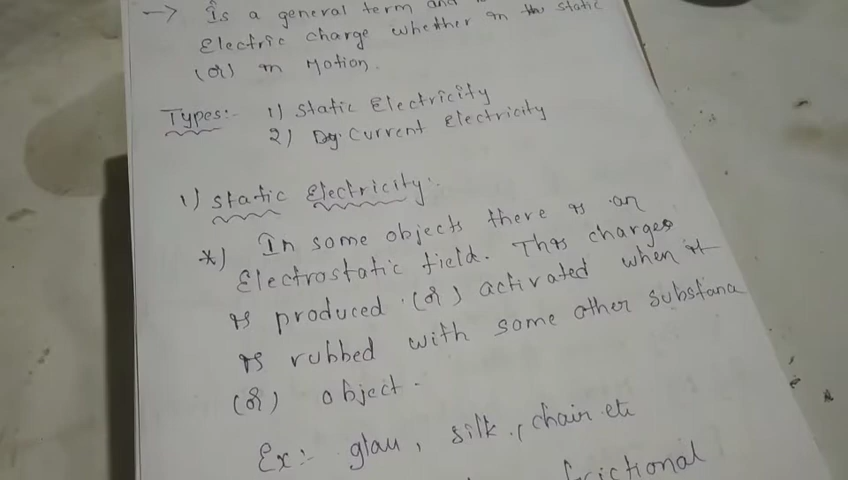 → Is a general term and
Electric charge whether in the static
(or) in Motion.
Types:- 1) Static Electricity
2) Current Electricity
1) Static Electricity:
*) In some objects there is an
Electrostatic field. This charges
is produced (or) activated when it
is rubbed with some other substance
(or) object.
Ex:- glass, silk, chair etc
frictional